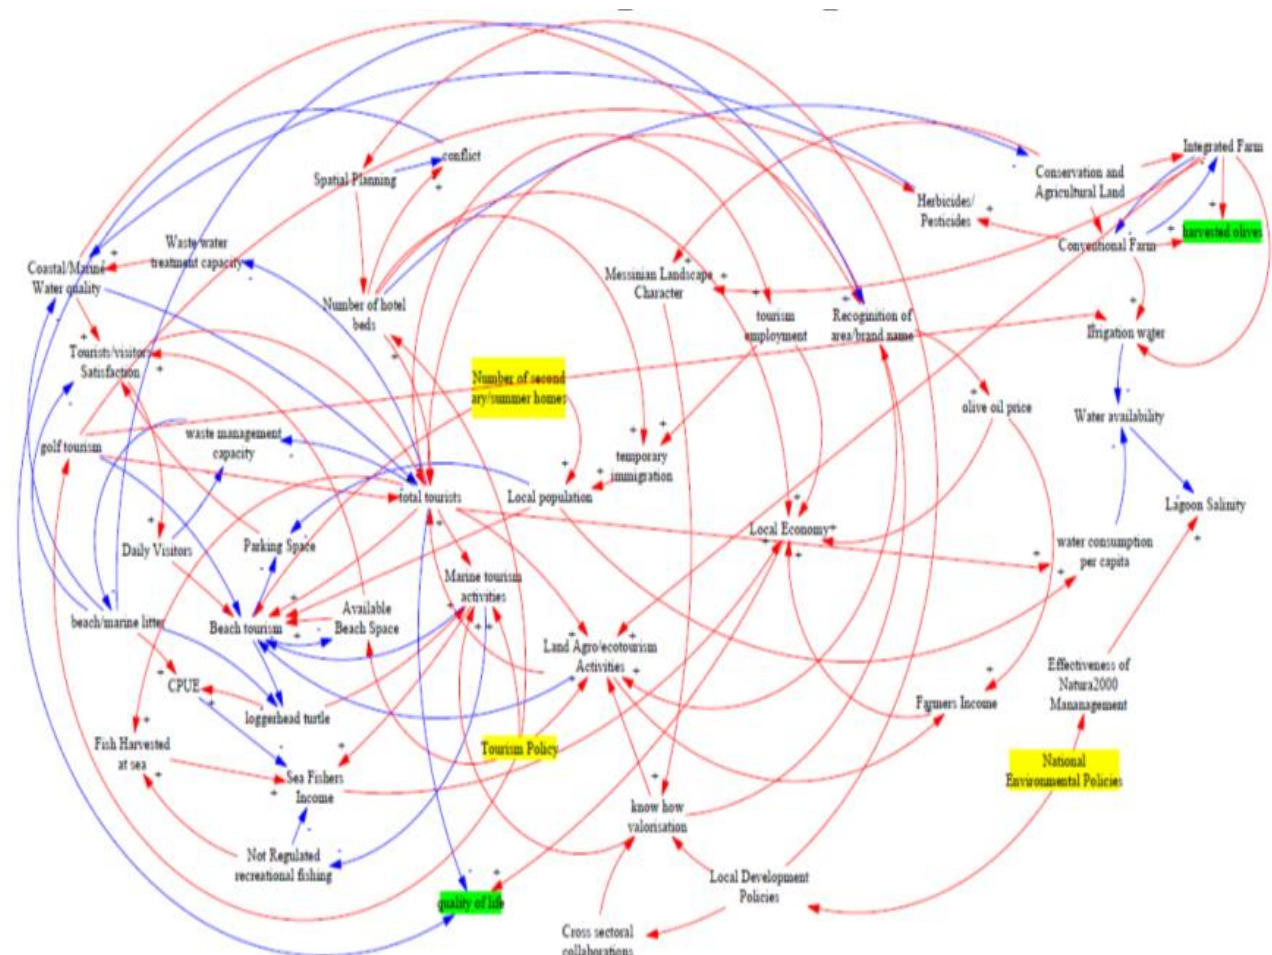 conflict
Spatial Planning
Integrated Farm
Conservation and
Agricultural Land
Herbicides/
Pesticides
harvested olives
Conventional Farm
Waste water
treatment capacity
Coastal/Marine
Water quality
Number of hotel
beds
Messinian Landscape
Character
tourism
employment
Recoginition of
area/brand name
Irrigation water
Tourists/visitors
Satisfaction
Number of second
ary/summer homes
olive oil price
Water availability
golf tourism
waste management
capacity
temporary
immigration
total tourists
Local population
Lagoon Salinity
Local Economy
Daily Visitors
Parking Space
water consumption
per capita
Marine tourism
activities
beach/marine litter
Beach tourism
Available
Beach Space
Land Agro/ecotourism
Activities
CPUE
loggerhead turtle
Effectiveness of
Natura2000
Mananagement
Farmers Income
Fish Harvested
at sea
Sea Fishers
Income
Tourism Policy
National
Environmental Policies
know how
valorisation
Not Regulated
recreational fishing
Local Development
Policies
quality of life
Cross sectoral
collaborations